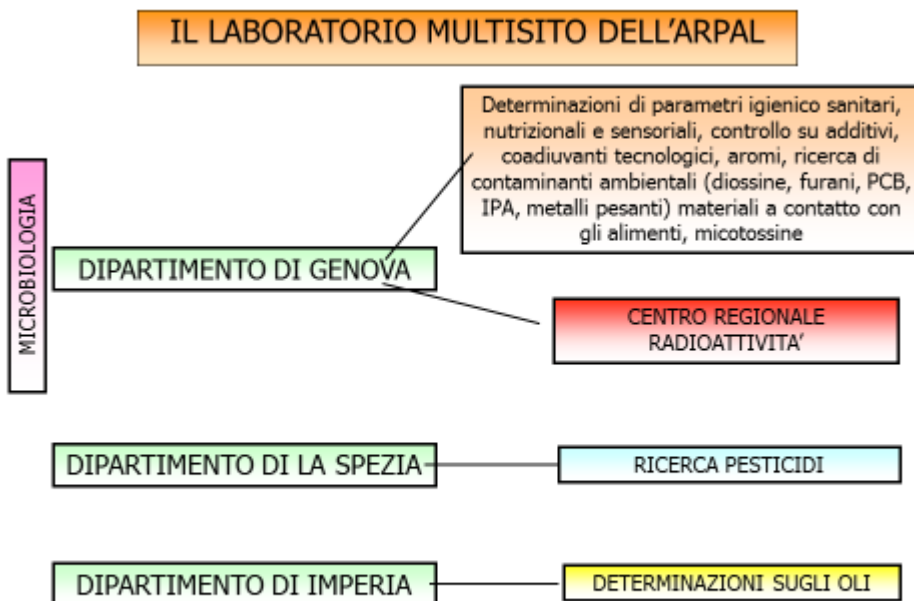 IL LABORATORIO MULTISITO DELL'ARPAL
Determinazioni di parametri igienico sanitari,
nutrizionali e sensoriali, controllo su additivi,
coadiuvanti tecnologici, aromi, ricerca di
contaminanti ambientali (diossine, furani, PCB,
IPA, metalli pesanti) materiali a contatto con
gli alimenti, micotossine
MICROBIOLOGIA
DIPARTIMENTO DI GENOVA
CENTRO REGIONALE
RADIOATTIVITA'
DIPARTIMENTO DI LA SPEZIA
RICERCA PESTICIDI
DIPARTIMENTO DI IMPERIA
DETERMINAZIONI SUGLI OLI